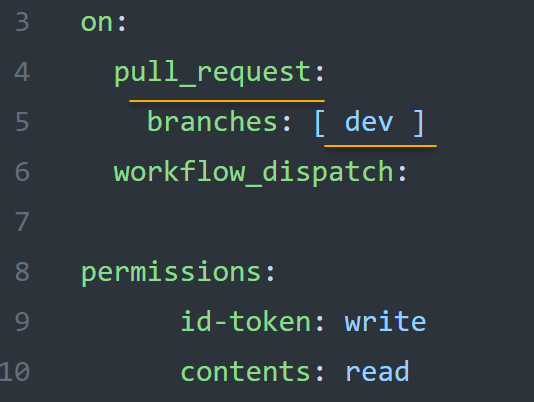 3 on:
4 pull_request:
5 branches: [ dev ]
6 workflow_dispatch:
7
8 permissions:
9 id-token: write
10 contents: read